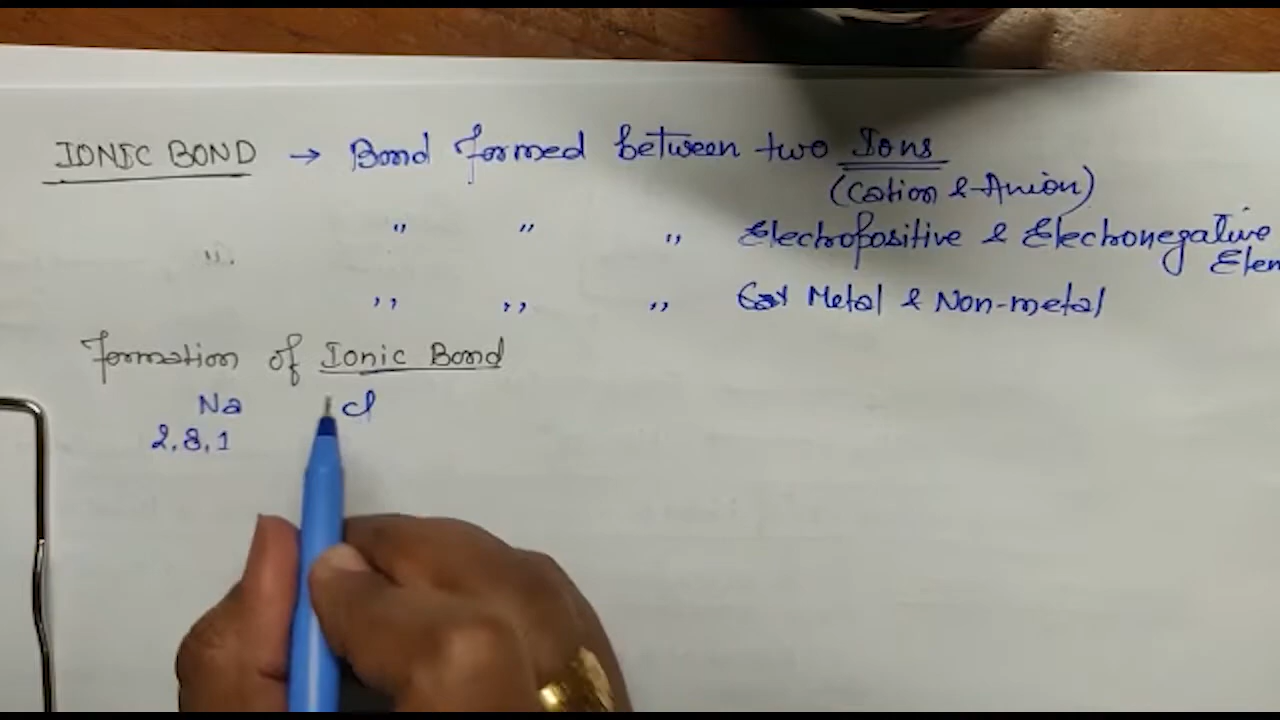 IONIC BOND → Bond formed between two Ions
(Cation & Anion)
" " " Electropositive & Electronegative
Elem
" " " Metal & Non-metal
Formation of Ionic Bond
Na Cl
2,8,1